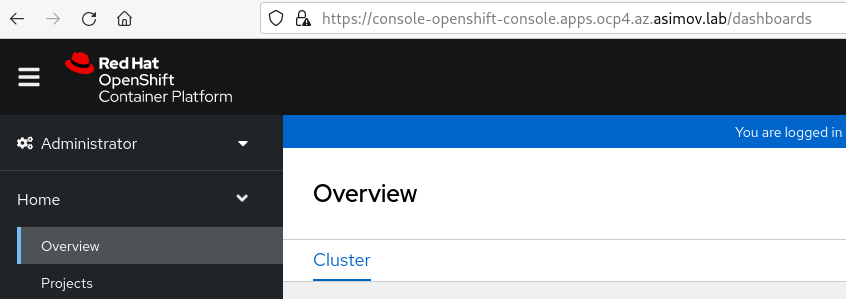 https://console-openshift-console.apps.ocp4.az.asimov.lab/dashboards
Red Hat
OpenShift
Container Platform
Administrator
You are logged in
Home
Overview
Overview
Cluster
Projects